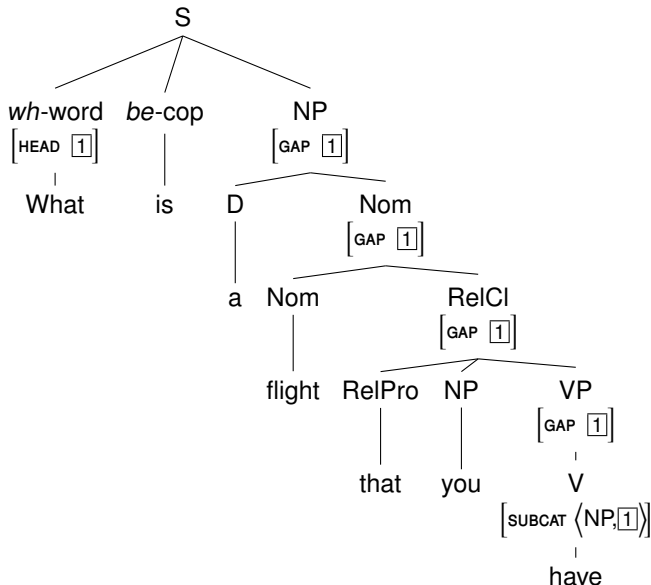 S
wh-word be-cop NP
[HEAD 1] [GAP 1]
What is D Nom
[GAP 1]
a Nom RelCl
[GAP 1]
flight RelPro NP VP
[GAP 1]
that you V
[SUBCAT ⟨NP,1⟩]
have